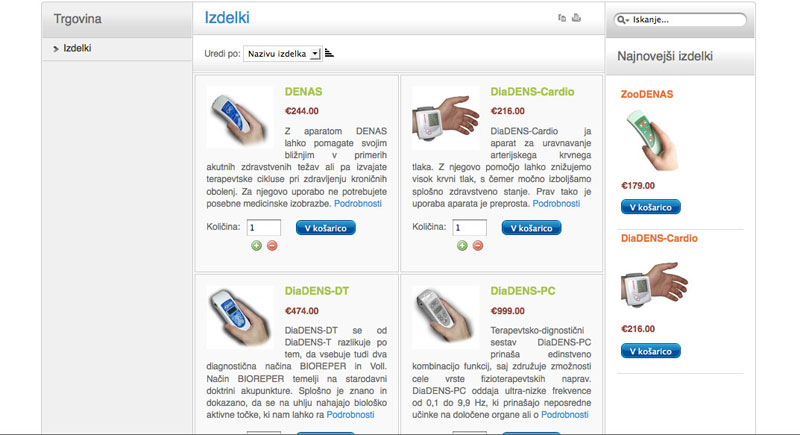 Trgovina
Izdelki
Izdelki
Uredi po: Nazivu izdelka
DENAS
€244.00
Z aparatom DENAS
lahko pomagate svojim
bližnjim v primerih
akutnih zdravstvenih težav ali pa izvajate
terapevtske cikluse pri zdravljenju kroničnih
obolenj. Za njegovo uporabo ne potrebujete
posebne medicinske izobrazbe. Podrobnosti
Količina: 1 V košarico
DiaDENS-Cardio
€216.00
DiaDENS-Cardio ja
aparat za uravnavanje
arterijskega krvnega
tlaka. Z njegovo pomočjo lahko znižujemo
visok krvni tlak, s čemer močno izboljšamo
splošno zdravstveno stanje. Prav tako je
uporaba aparata je preprosta. Podrobnosti
Količina: 1 V košarico
DiaDENS-DT
€474.00
DiaDENS-DT se od
DiaDENS-T razlikuje po
tem, da vsebuje tudi dva
diagnostična načina BIOREPER in Voll.
Način BIOREPER temelji na starodavni
doktrini akupunkture. Splošno je znano in
dokazano, da se na uhlju nahajajo biološko
aktivne točke, ki nam lahko ra Podrobnosti
DiaDENS-PC
€999.00
Terapevtsko-dignostični
sestav DiaDENS-PC
prinaša edinstveno
kombinacijo funkcij, saj združuje zmožnosti
cele vrste fizioterapevtskih naprav.
DiaDENS-PC oddaja ultra-nizke frekvence
od 0,1 do 9,9 Hz, ki prinašajo neposredne
učinke na določene organe ali o Podrobnosti
Iskanje...
Najnovejši izdelki
ZooDENAS
€179.00
V košarico
DiaDENS-Cardio
€216.00
V košarico